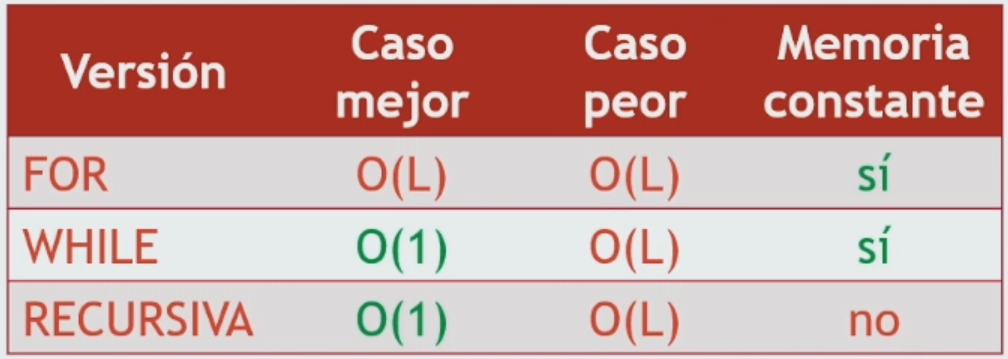 Versión Caso mejor Caso peor Memoria constante
FOR O(L) O(L) sí
WHILE O(1) O(L) sí
RECURSIVA O(1) O(L) no